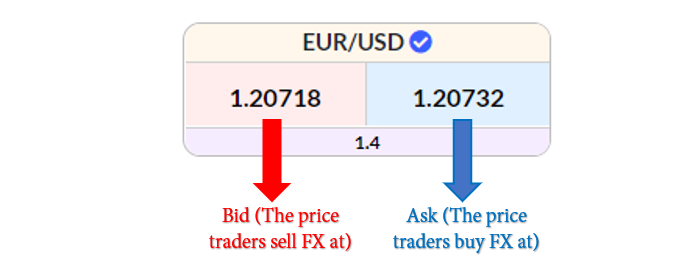 EUR/USD
1.20718 1.20732
1.4
Bid (The price
traders sell FX at)
Ask (The price
traders buy FX at)